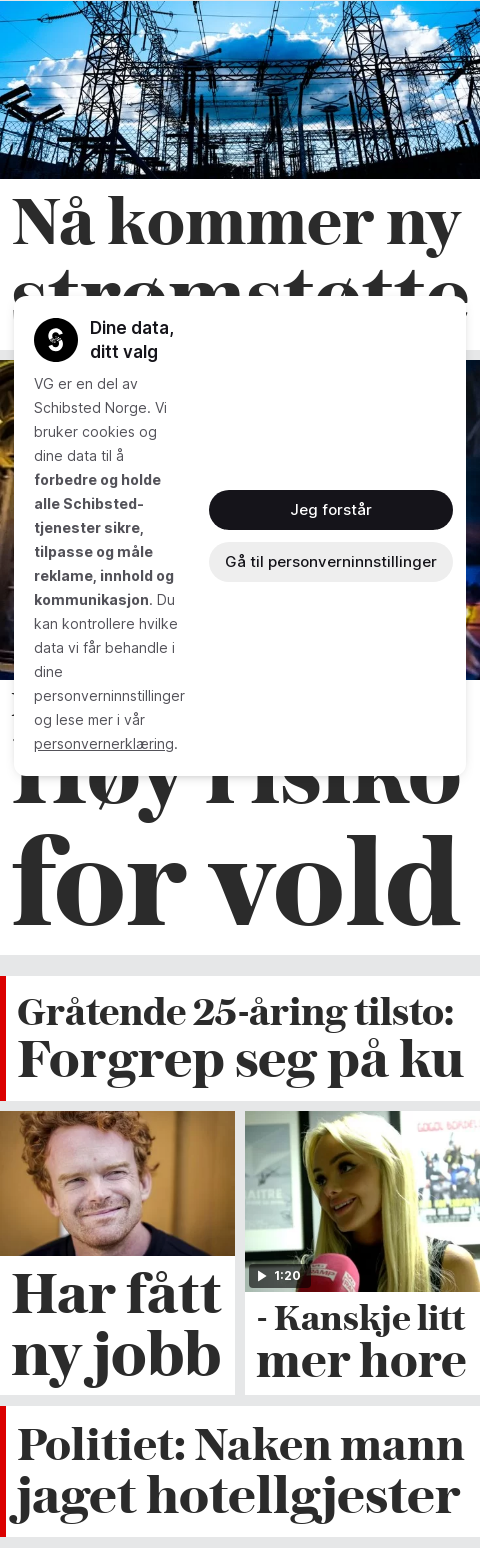 Nå kommer ny
strømstøtte
Dine data,
ditt valg
VG er en del av
Schibsted Norge. Vi
bruker cookies og
dine data til å
forbedre og holde
alle Schibsted-
tjenester sikre,
tilpasse og måle
reklame, innhold og
kommunikasjon. Du
kan kontrollere hvilke
data vi får behandle i
dine
personverninnstillinger
og lese mer i vår
personvernerklæring.
Jeg forstår
Gå til personverninnstillinger
Høy risiko
for vold
Gråtende 25-åring tilsto:
Forgrep seg på ku
Har fått
ny jobb
1:20
- Kanskje litt
mer hore
Politiet: Naken mann
jaget hotellgjester